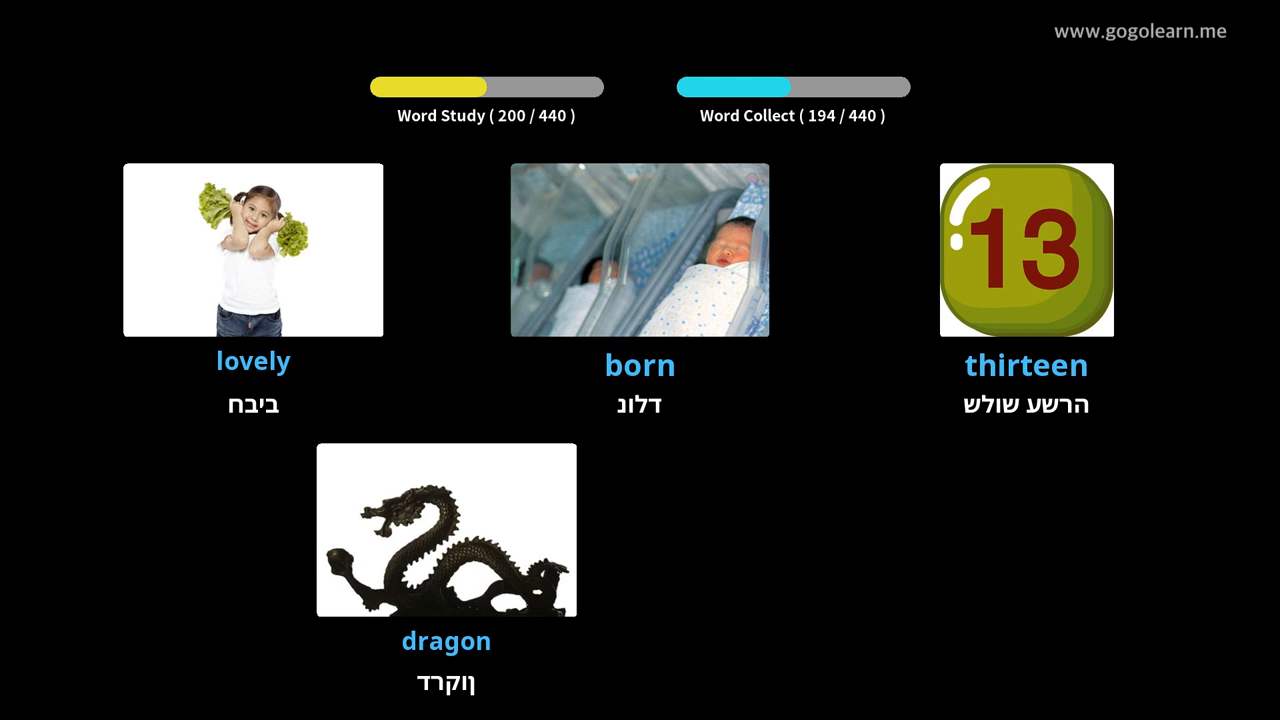 www.gogolearn.me
Word Study ( 200 / 440 )
Word Collect ( 194 / 440 )
lovely
ביבח
born
דלונ
thirteen
הרשע שולש
13
dragon
ןוקרד